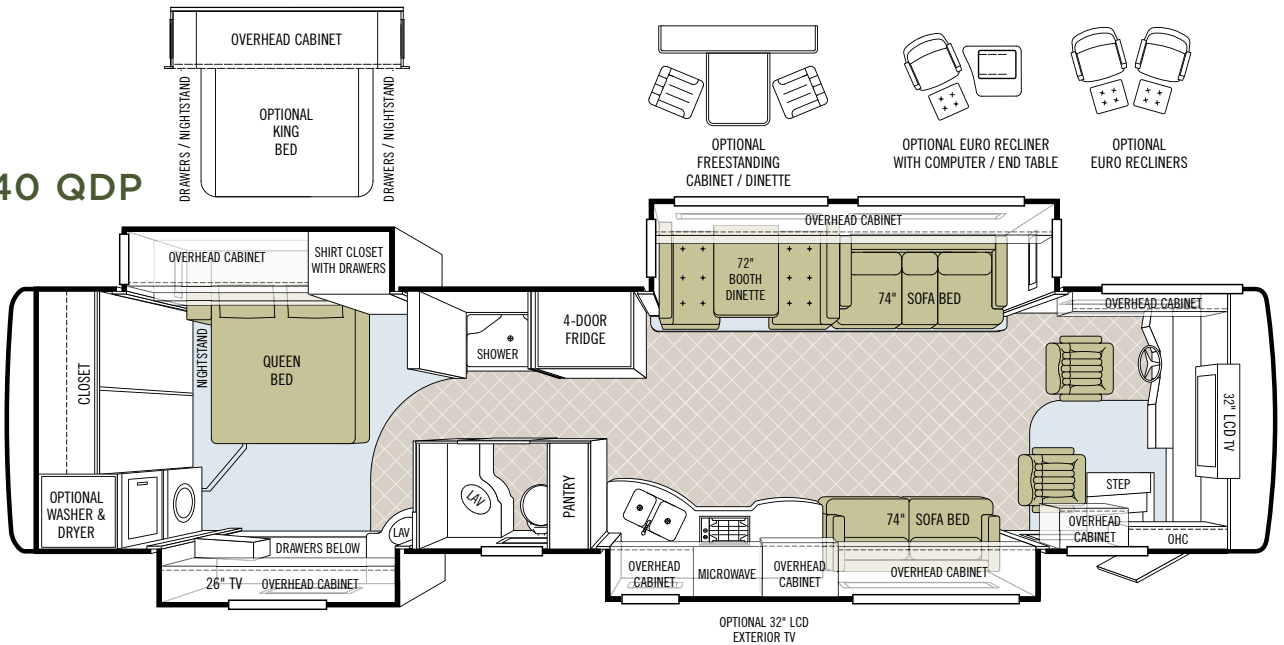 OVERHEAD CABINET
DRAWERS / NIGHTSTAND
OPTIONAL
KING
BED
DRAWERS / NIGHTSTAND
OPTIONAL
FREESTANDING
CABINET / DINETTE
OPTIONAL EURO RECLINER
WITH COMPUTER / END TABLE
OPTIONAL
EURO RECLINERS
40 QDP
OVERHEAD CABINET
SHIRT CLOSET
WITH DRAWERS
OVERHEAD CABINET
72"
BOOTH
DINETTE
74" SOFA BED
OVERHEAD CABINET
CLOSET
NIGHTSTAND
QUEEN
BED
SHOWER
4-DOOR
FRIDGE
32" LCD TV
OPTIONAL
WASHER &
DRYER
LAV
LAV
PANTRY
74" SOFA BED
STEP
OVERHEAD
CABINET
OHC
DRAWERS BELOW
26" TV
OVERHEAD CABINET
OVERHEAD
CABINET
MICROWAVE
OVERHEAD
CABINET
OVERHEAD CABINET
OPTIONAL 32" LCD
EXTERIOR TV